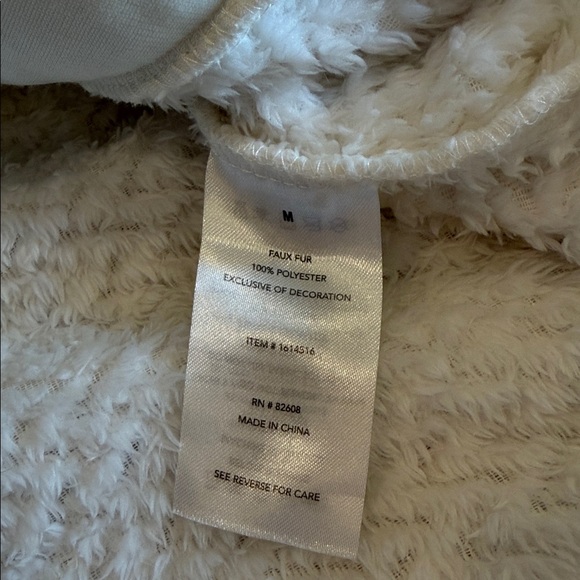 M
FAUX FUR
100% POLYESTER
EXCLUSIVE OF DECORATION
ITEM # 1614516
RN # 82608
MADE IN CHINA
SEE REVERSE FOR CARE